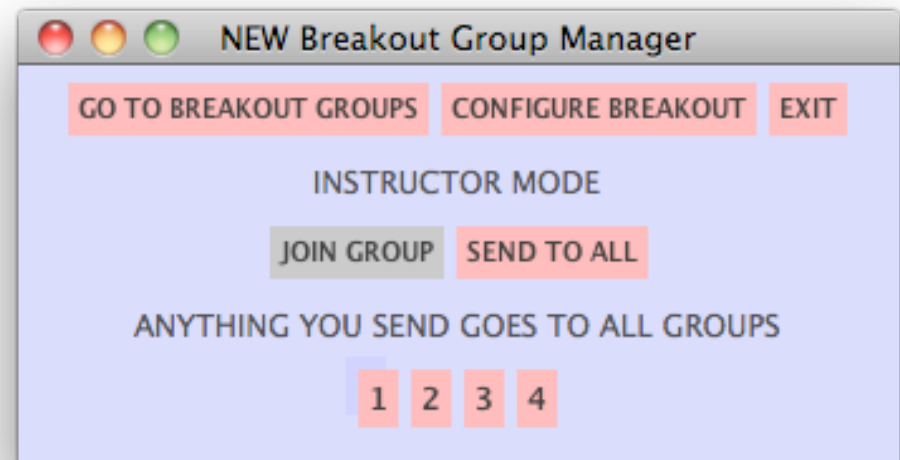 NEW Breakout Group Manager
GO TO BREAKOUT GROUPS CONFIGURE BREAKOUT EXIT
INSTRUCTOR MODE
JOIN GROUP SEND TO ALL
ANYTHING YOU SEND GOES TO ALL GROUPS
1 2 3 4